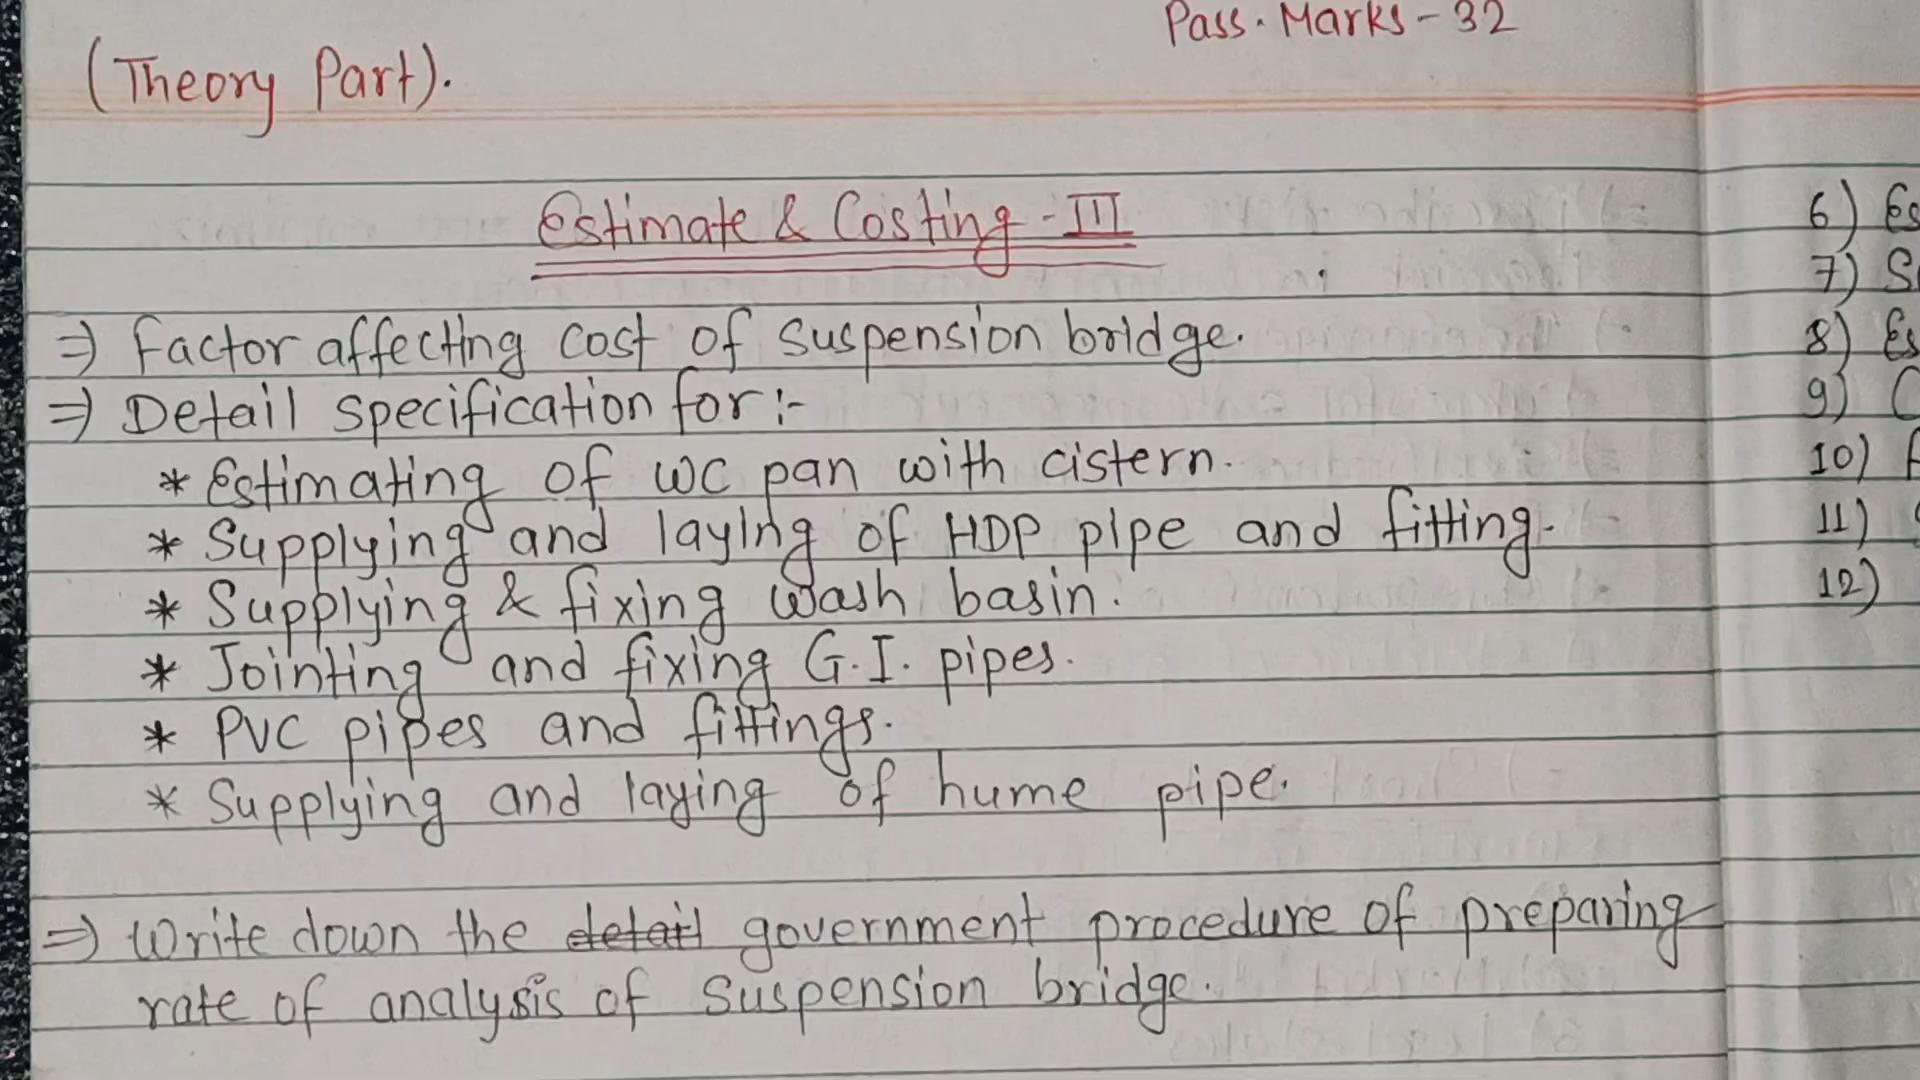 Pass. Marks - 32
(Theory Part).
Estimate & Costing - III
⇒ Factor affecting cost of suspension bridge.
⇒ Detail specification for :-
* Estimating of WC pan with cistern.
* Supplying and laying of HDP pipe and fitting.
* Supplying & fixing wash basin.
* Jointing and fixing G.I. pipes.
* PVC pipes and fittings.
* Supplying and laying of hume pipe.
⇒ Write down the detail government procedure of preparing
rate of analysis of suspension bridge.
6) Es
7)
8) Es
9)
10)
11)
12)